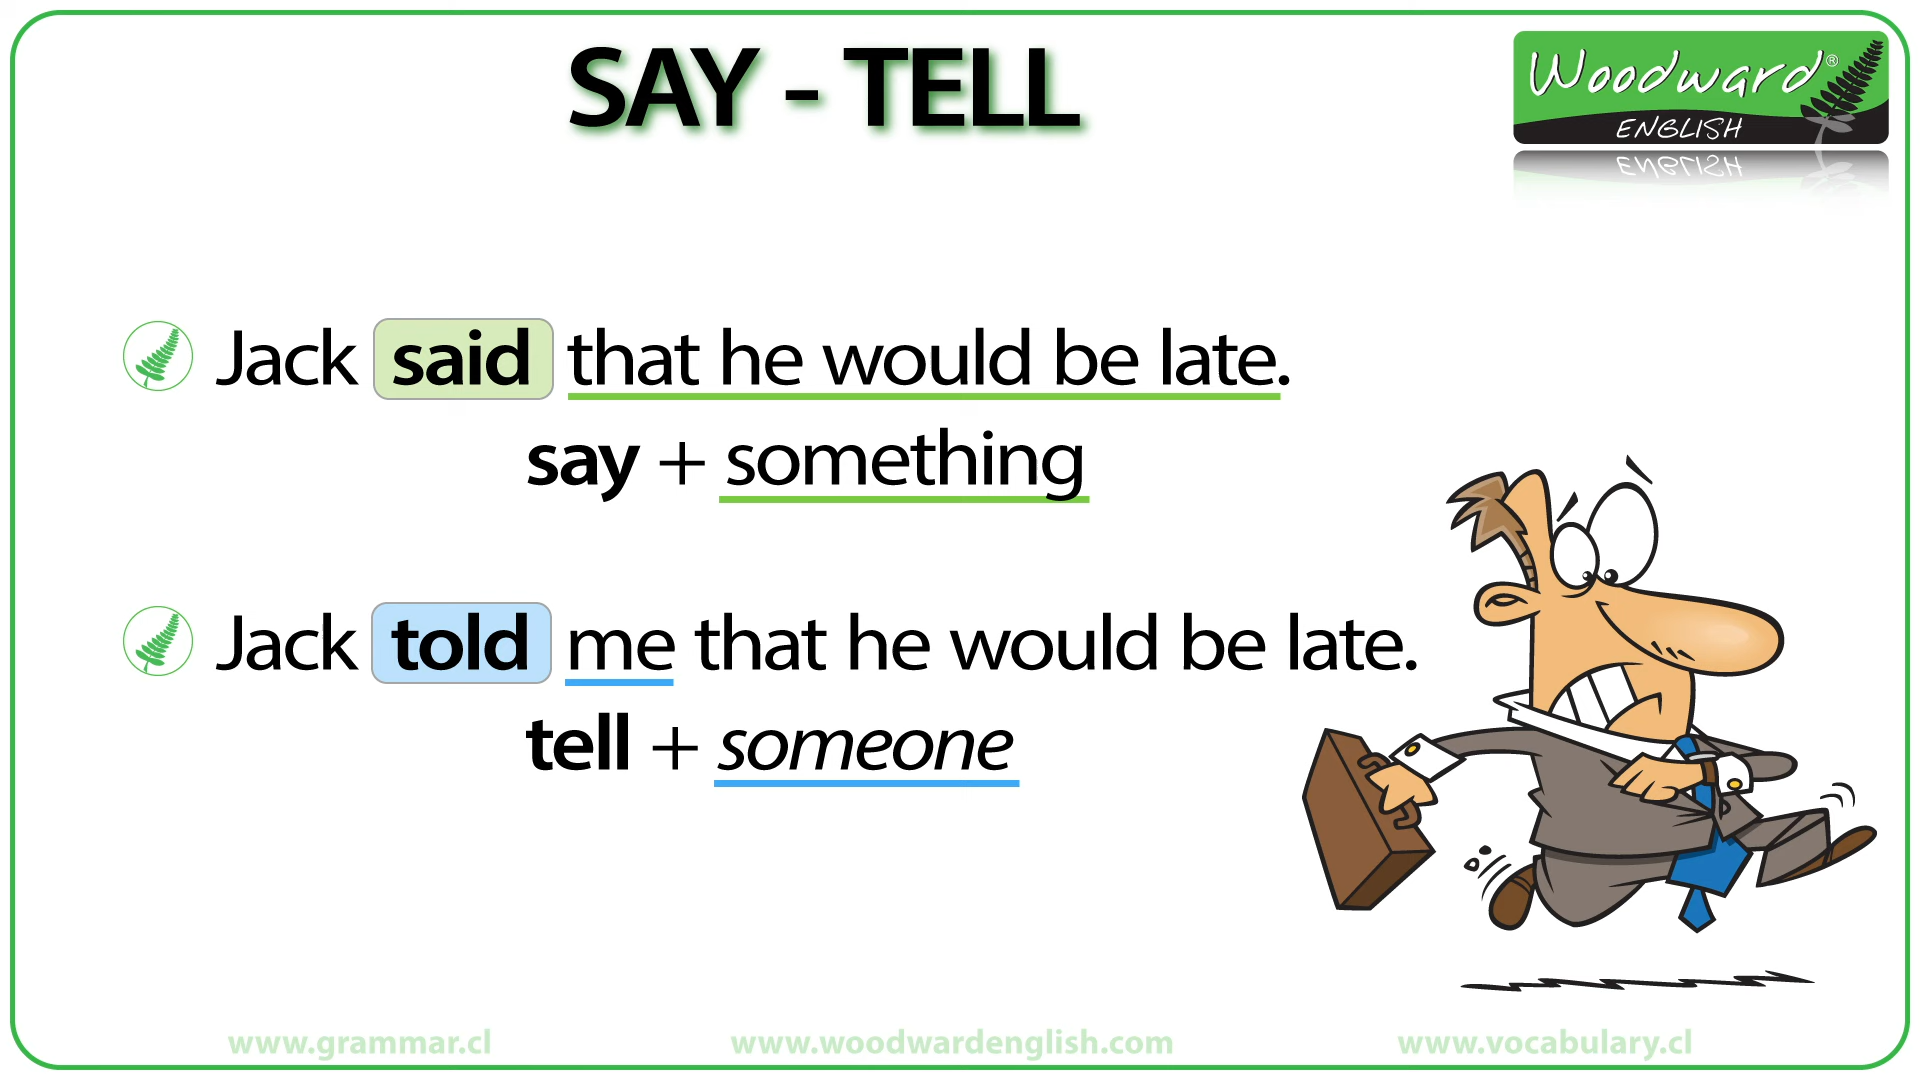 SAY - TELL
Woodward®
ENGLISH
Jack said that he would be late.
say + something
Jack told me that he would be late.
tell + someone
www.grammar.cl www.woodwardenglish.com www.vocabulary.cl